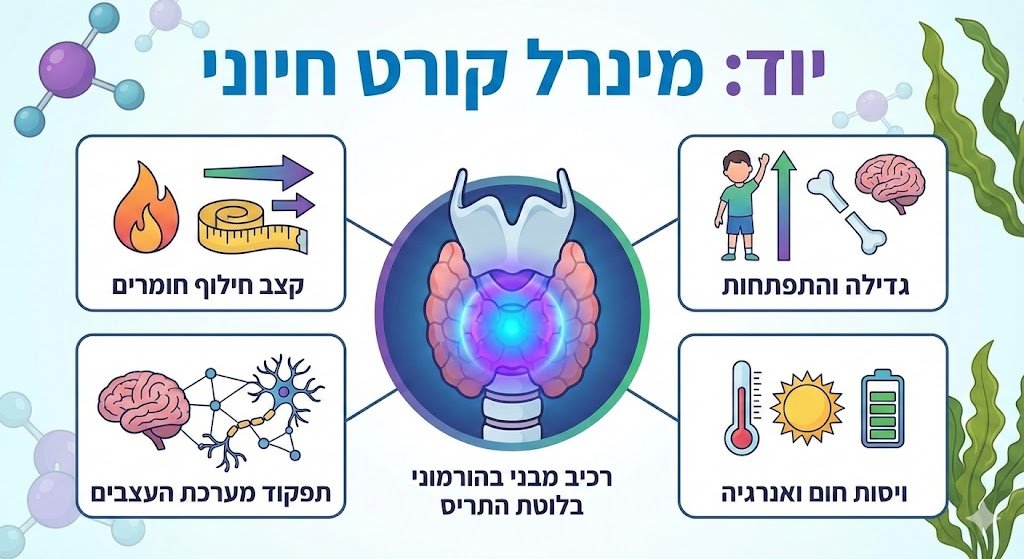 יוד: מינרל קורט חיוני
גדילה והתפתחות
קצב חילוף חומרים
ויסות חום ואנרגיה
תפקוד מערכת העצבים
רכיב מבני בהורמוני
בלוטת התריס